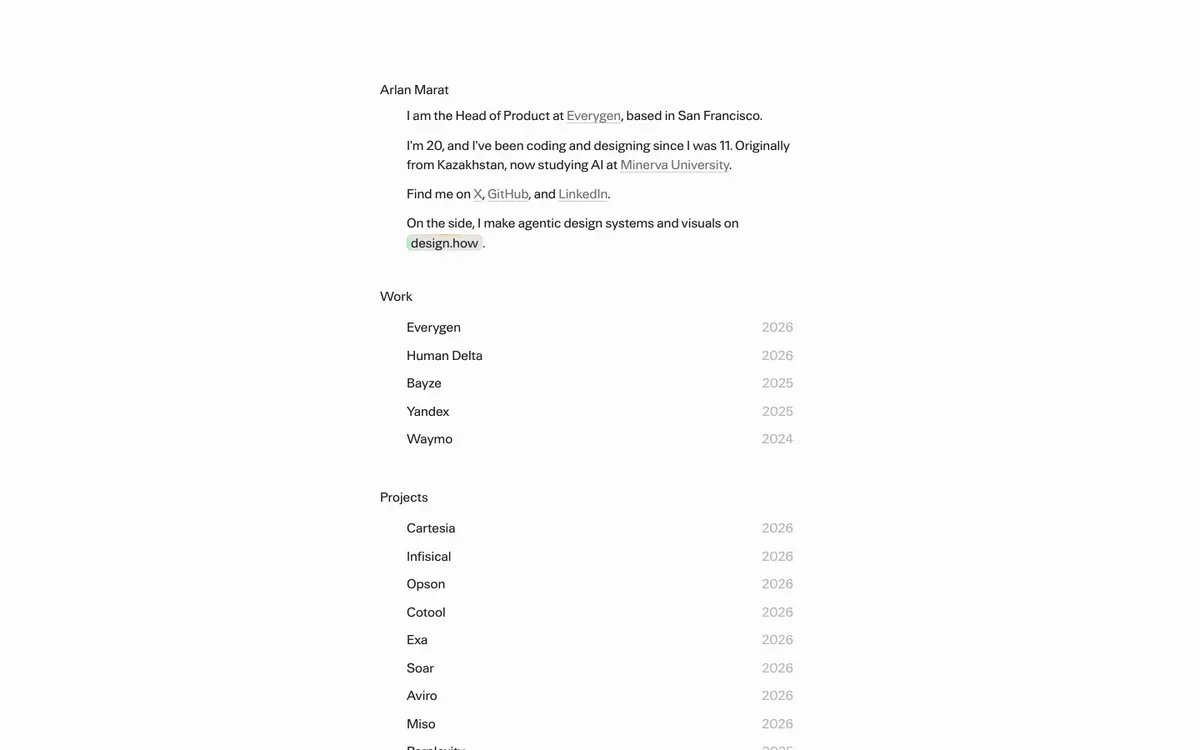 Arlan Marat
I am the Head of Product at Everygen, based in San Francisco.
I'm 20, and I've been coding and designing since I was 11. Originally
from Kazakhstan, now studying AI at Minerva University.
Find me on X, GitHub, and LinkedIn.
On the side, I make agentic design systems and visuals on
design.how.
Work
Everygen 2026
Human Delta 2026
Bayze 2025
Yandex 2025
Waymo 2024
Projects
Cartesia 2026
Infisical 2026
Opson 2026
Cotool 2026
Exa 2026
Soar 2026
Aviro 2026
Miso 2026
Perplexity 2025